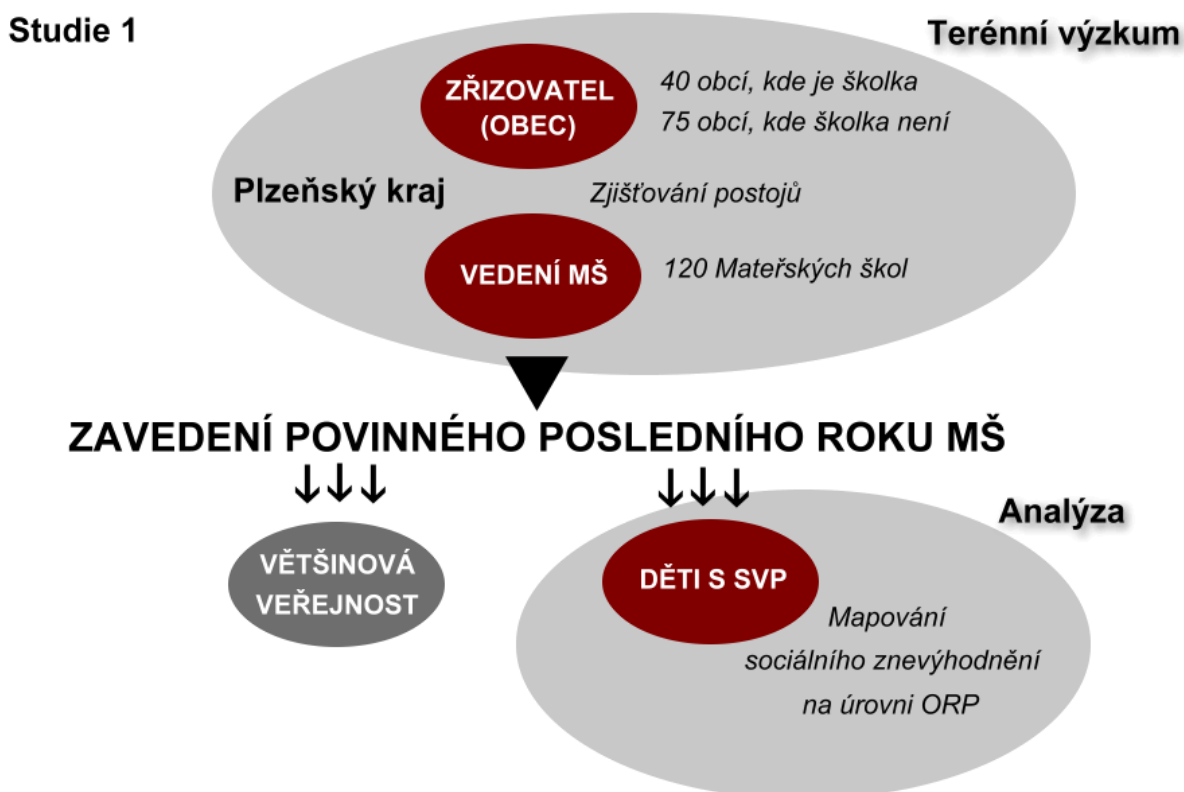 Studie 1
Terénní výzkum
ZŘIZOVATEL
(OBEC)
40 obcí, kde je školka
75 obcí, kde školka není
Plzeňský kraj
Zjišťování postojů
VEDENÍ MŠ
120 Mateřských škol
ZAVEDENÍ POVINNÉHO POSLEDNÍHO ROKU MŠ
VĚTŠINOVÁ
VEŘEJNOST
Analýza
DĚTI S SVP
Mapování
sociálního znevýhodnění
na úrovni ORP